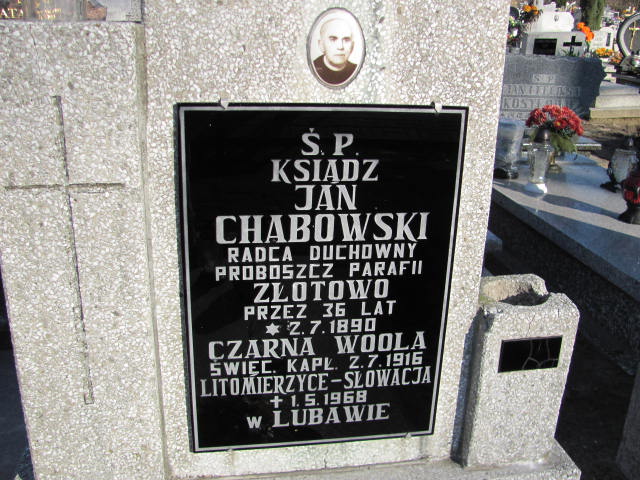 Ś.P.
KSIĄDZ
JAN
CHABOWSKI
RADCA DUCHOWNY
PROBOSZCZ PARAFII
ZŁOTOWO
PRZEZ 36 LAT
✶ 2.7.1890
CZARNA WOOLA
ŚWIĘC. KAPŁ. 2.7.1916
LITOMIERZYCE-SŁOWACJA
✝ 1.5.1968
W LUBAWIE
Ś.P.